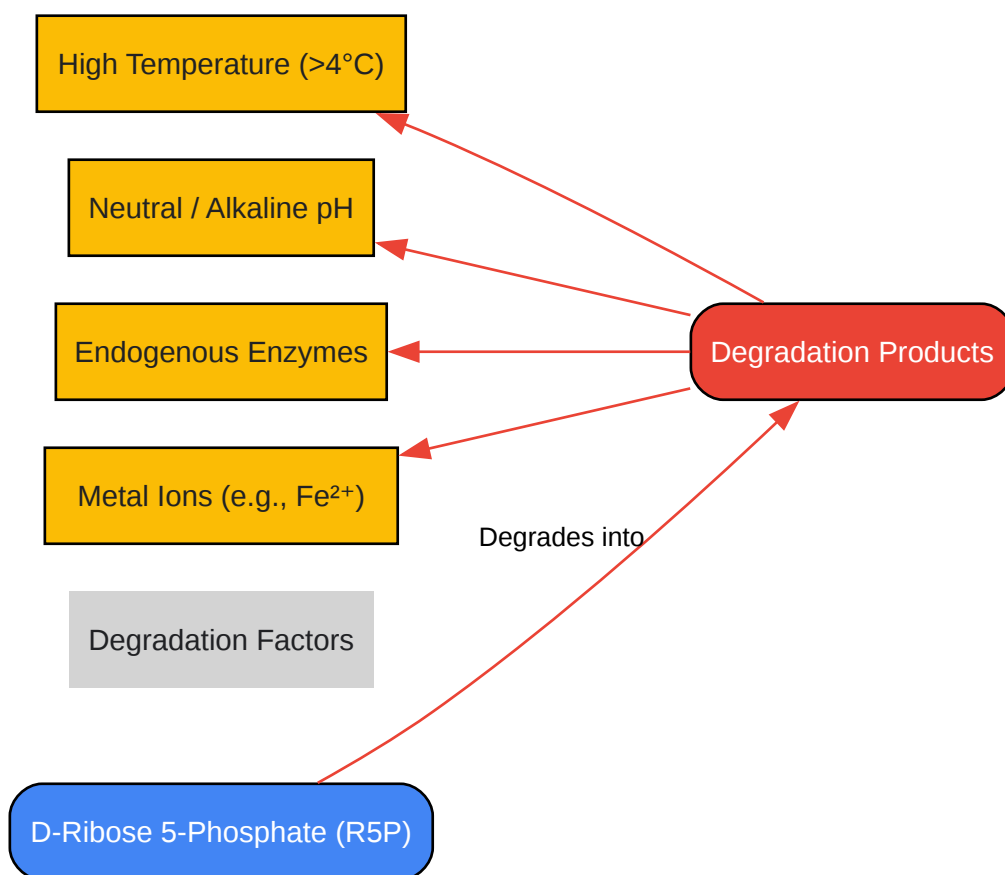 High Temperature (>4°C)
Neutral / Alkaline pH
Endogenous Enzymes
Degradation Products
Metal Ions (e.g., Fe²⁺)
Degrades into
Degradation Factors
D-Ribose 5-Phosphate (R5P)